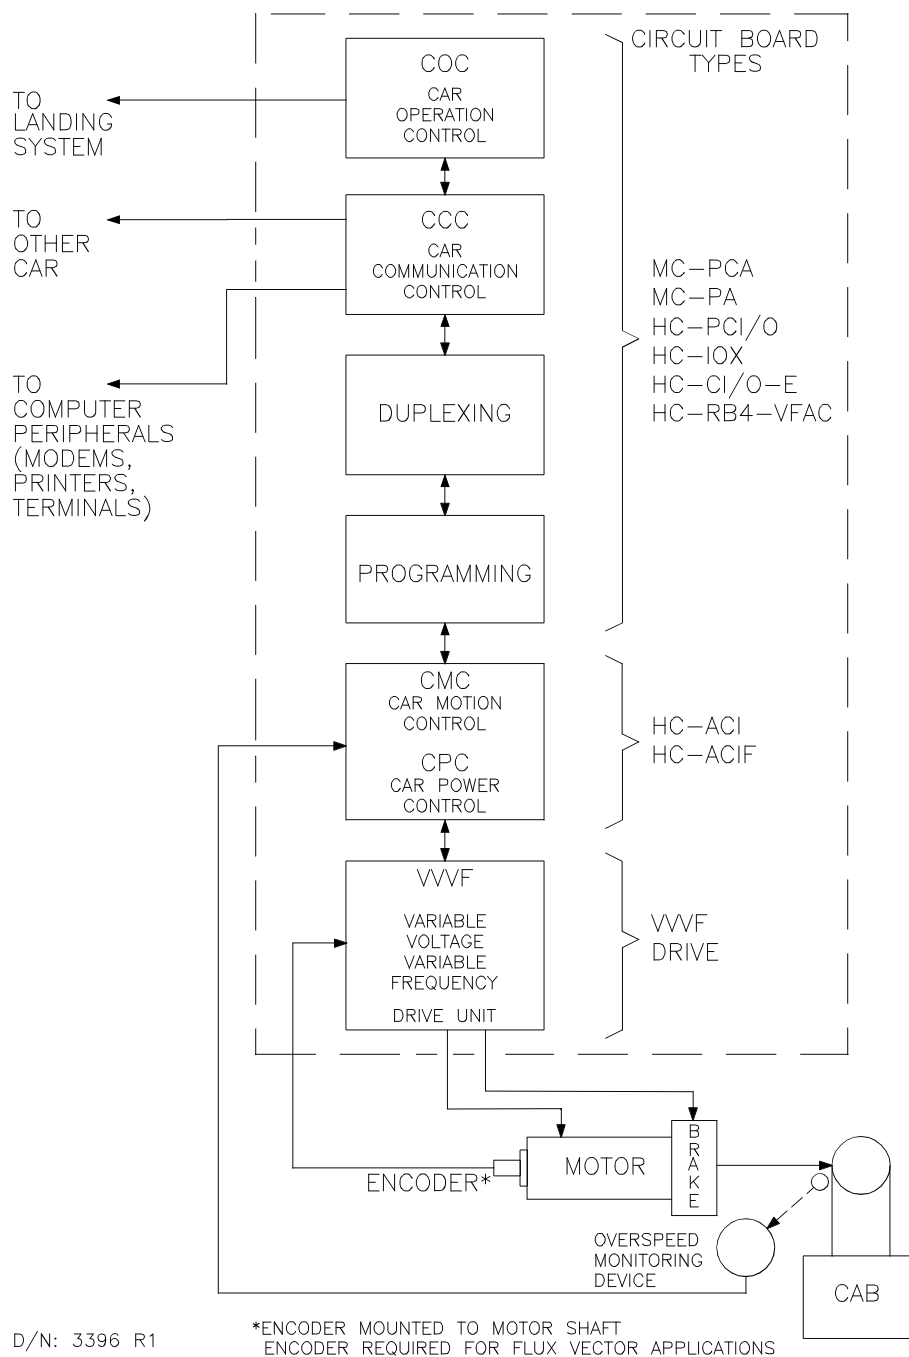 CIRCUIT BOARD
TYPES
COC
CAR
OPERATION
CONTROL
TO
LANDING
SYSTEM
CCC
CAR
COMMUNICATION
CONTROL
TO
OTHER
CAR
MC-PCA
MC-PA
HC-PCI/O
HC-IOX
HC-CI/O-E
HC-RB4-VFAC
TO
COMPUTER
PERIPHERALS
(MODEMS,
PRINTERS,
TERMINALS)
DUPLEXING
PROGRAMMING
CMC
CAR MOTION
CONTROL
CPC
CAR POWER
CONTROL
HC-ACI
HC-ACIF
VVVF
VARIABLE
VOLTAGE
VARIABLE
FREQUENCY
DRIVE UNIT
VVVF
DRIVE
ENCODER*
MOTOR
BRAKE
OVERSPEED
MONITORING
DEVICE
CAB
D/N: 3396 R1
*ENCODER MOUNTED TO MOTOR SHAFT
ENCODER REQUIRED FOR FLUX VECTOR APPLICATIONS